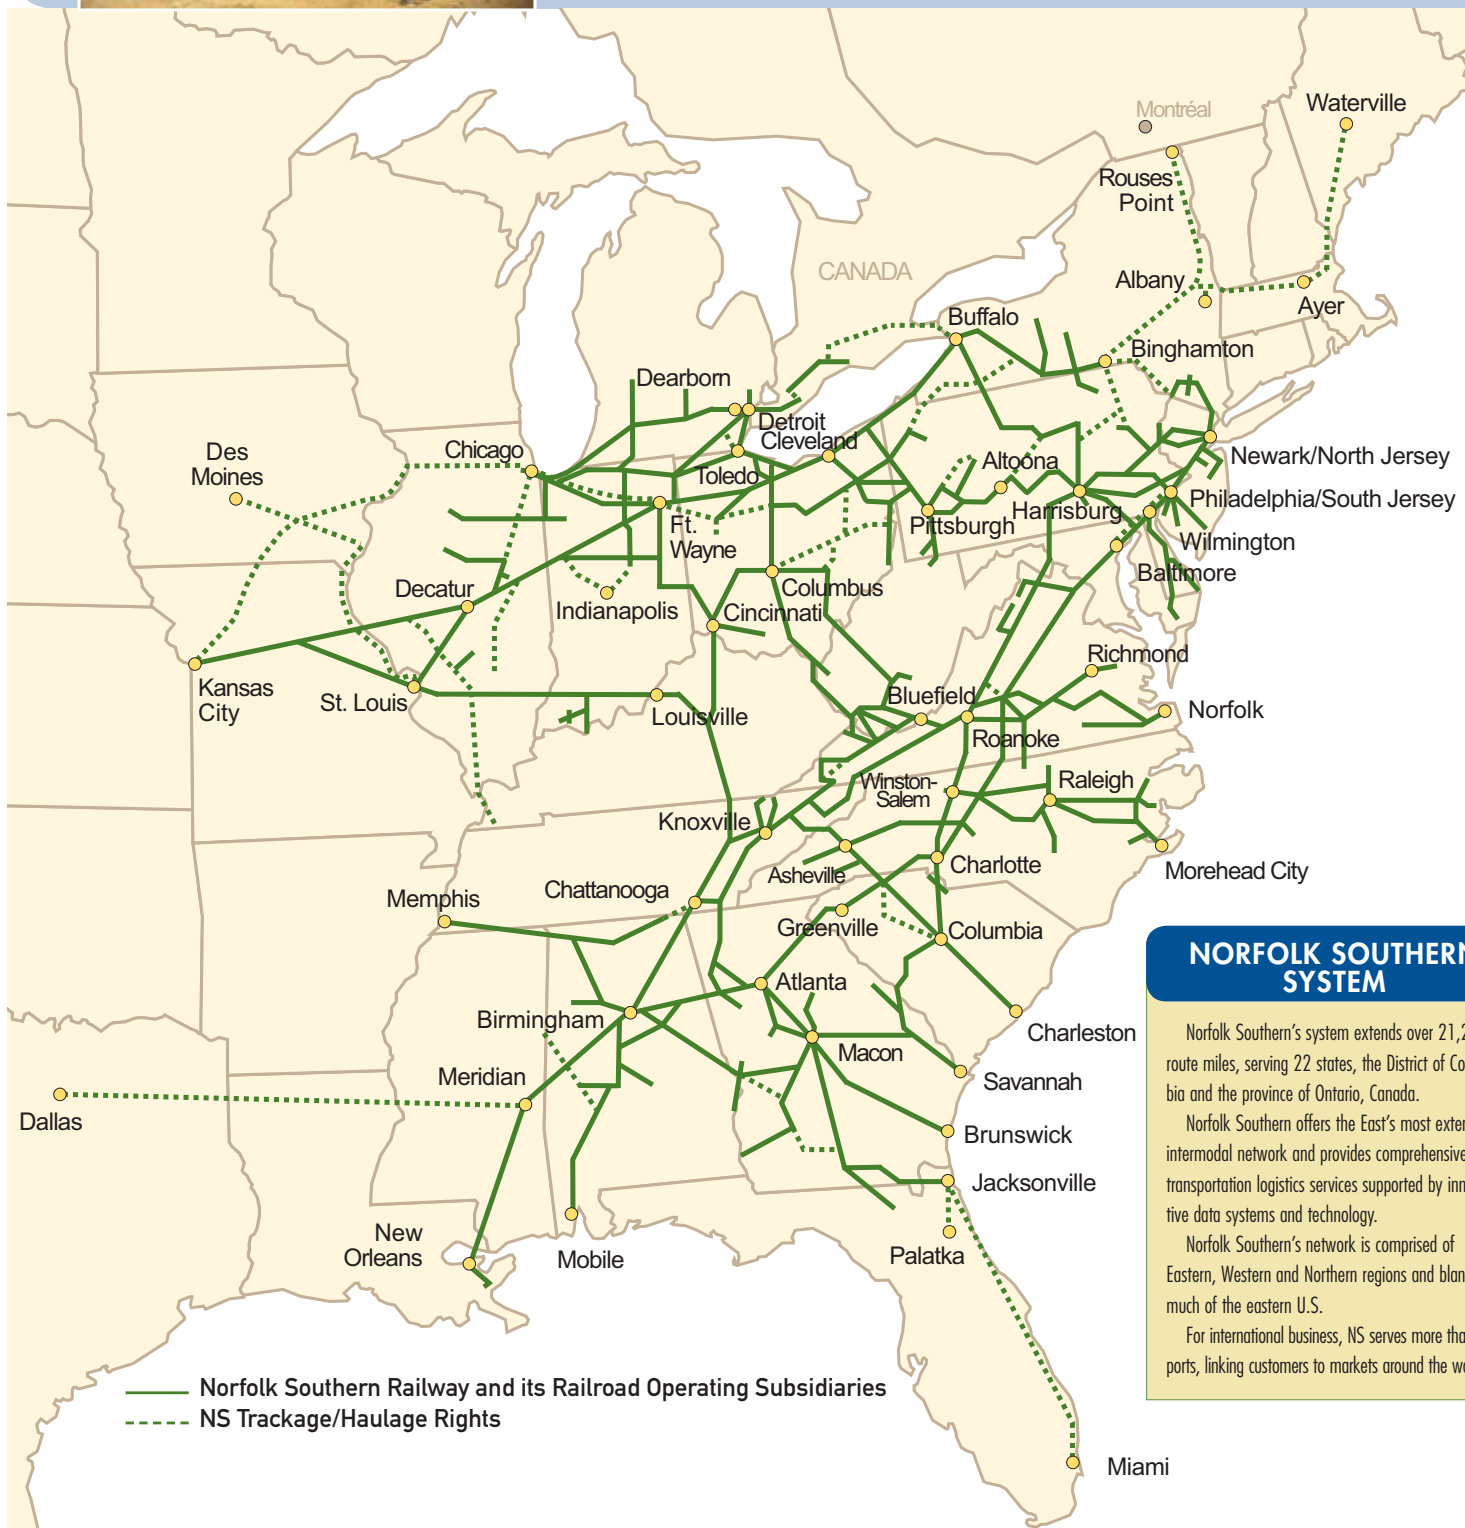 Montréal
Waterville
Rouses
Point
CANADA
Albany
Ayer
Buffalo
Binghamton
Dearborn
Detroit
Cleveland
Chicago
Des
Moines
Toledo
Altoona
Newark/North Jersey
Harrisburg
Philadelphia/South Jersey
Pittsburgh
Ft.
Wayne
Wilmington
Baltimore
Decatur
Indianapolis
Columbus
Cincinnati
Richmond
Kansas
City
St. Louis
Louisville
Bluefield
Norfolk
Roanoke
Winston-
Salem
Raleigh
Knoxville
Asheville
Charlotte
Morehead City
Memphis
Chattanooga
Greenville
Columbia
Atlanta
Birmingham
Charleston
Macon
Meridian
Savannah
Dallas
Brunswick
Jacksonville
New
Orleans
Mobile
Palatka
Miami
NORFOLK SOUTHERN
SYSTEM
Norfolk Southern's system extends over 21,2
route miles, serving 22 states, the District of Co
bia and the province of Ontario, Canada.
Norfolk Southern offers the East's most exten
intermodal network and provides comprehensive
transportation logistics services supported by inn
tive data systems and technology.
Norfolk Southern's network is comprised of
Eastern, Western and Northern regions and blan
much of the eastern U.S.
For international business, NS serves more tha
ports, linking customers to markets around the wo
Norfolk Southern Railway and its Railroad Operating Subsidiaries
NS Trackage/Haulage Rights